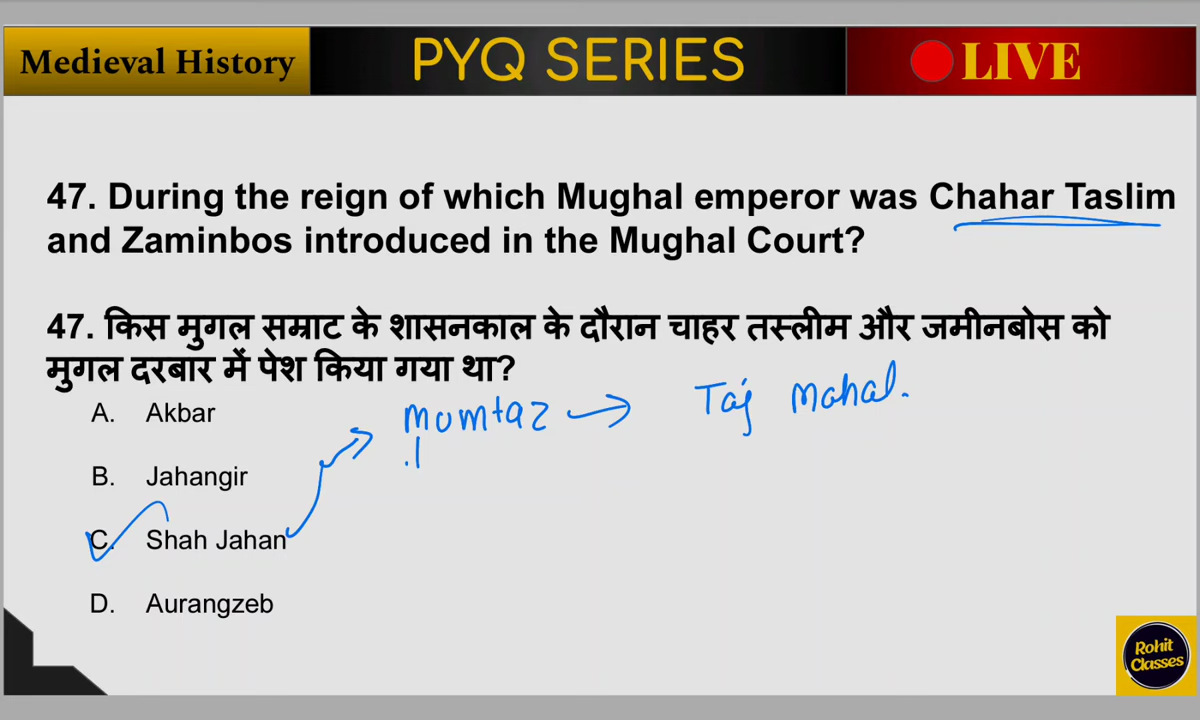 Medieval History
PYQ SERIES
LIVE
47. During the reign of which Mughal emperor was Chahar Taslim
and Zaminbos introduced in the Mughal Court?
47. किस मुगल सम्राट के शासनकाल के दौरान चाहर तस्लीम और जमीनबोस को
मुगल दरबार में पेश किया गया था?
A. Akbar
mumtaz → Taj mahal.
B. Jahangir
C. Shah Jahan
D. Aurangzeb
Rohit
Classes